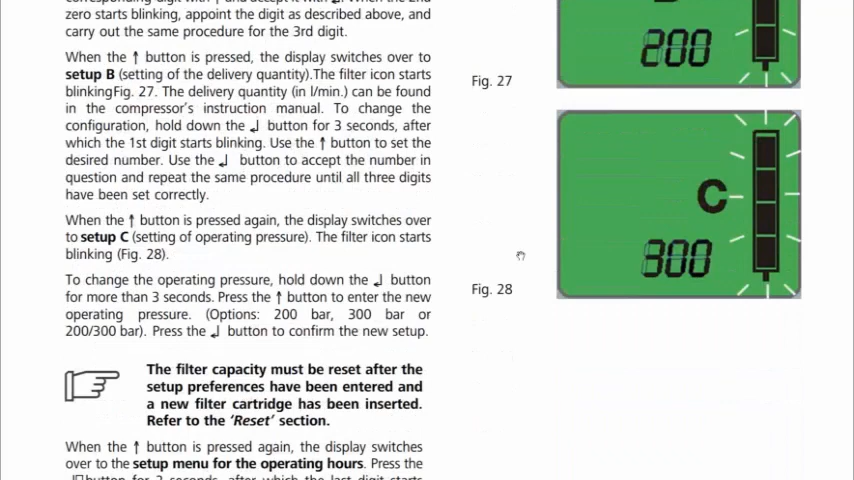 zero starts blinking, appoint the digit as described above, and
carry out the same procedure for the 3rd digit.
When the ↑ button is pressed, the display switches over to
setup B (setting of the delivery quantity).The filter icon starts
blinkingFig. 27. The delivery quantity (in l/min.) can be found
in the compressor's instruction manual. To change the
configuration, hold down the ↲ button for 3 seconds, after
which the 1st digit starts blinking. Use the ↑ button to set the
desired number. Use the ↲ button to accept the number in
question and repeat the same procedure until all three digits
have been set correctly.
When the ↑ button is pressed again, the display switches over
to setup C (setting of operating pressure). The filter icon starts
blinking (Fig. 28).
To change the operating pressure, hold down the ↲ button
for more than 3 seconds. Press the ↑ button to enter the new
operating pressure. (Options: 200 bar, 300 bar or
200/300 bar). Press the ↲ button to confirm the new setup.
The filter capacity must be reset after the
setup preferences have been entered and
a new filter cartridge has been inserted.
Refer to the 'Reset' section.
When the ↑ button is pressed again, the display switches
over to the setup menu for the operating hours. Press the
button for 3 seconds, after which the last digit starts
200
Fig. 27
C
300
Fig. 28